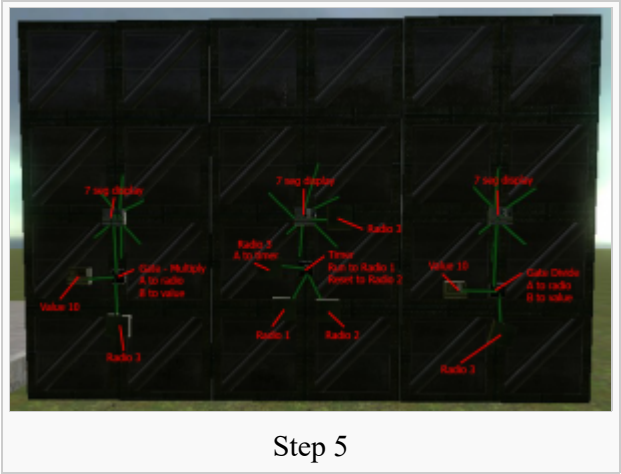 7 seg display
Gate - Multiply
A to radio
B to value
Value 10
Radio 3
7 seg display
Radio 3
Radio 3
A to timer
Timer
Run to Radio 1
Reset to Radio 2
Radio 1
Radio 2
7 seg display
Value 10
Gate Divide
A to radio
B to value
Radio 3
Step 5